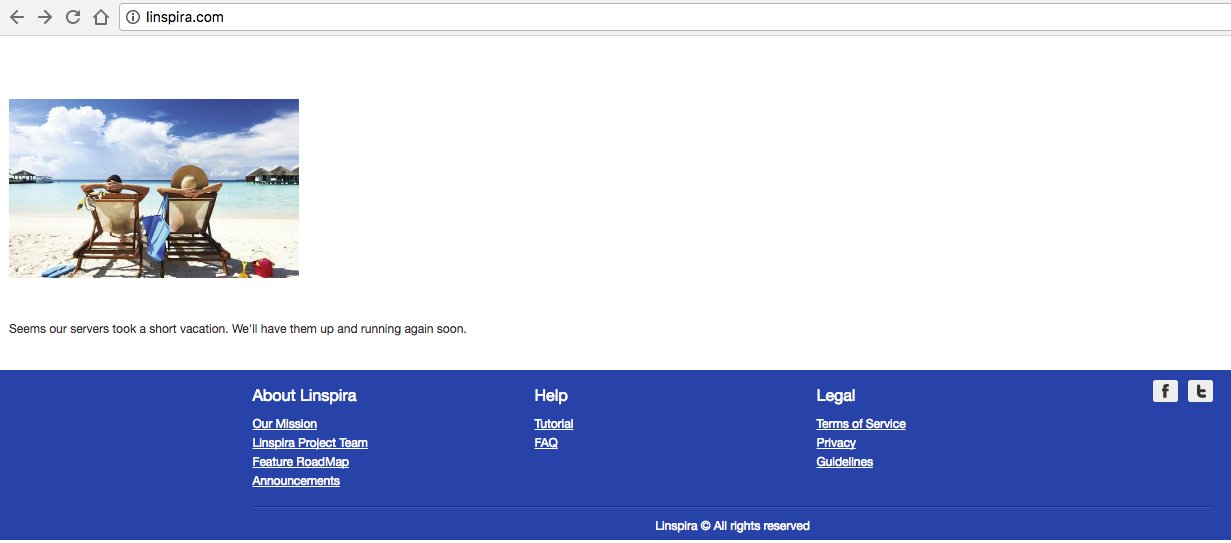 linspira.com
Seems our servers took a short vacation. We'll have them up and running again soon.
About Linspira
Our Mission
Linspira Project Team
Feature RoadMap
Announcements
Help
Tutorial
FAQ
Legal
Terms of Service
Privacy
Guidelines
f t
Linspira © All rights reserved